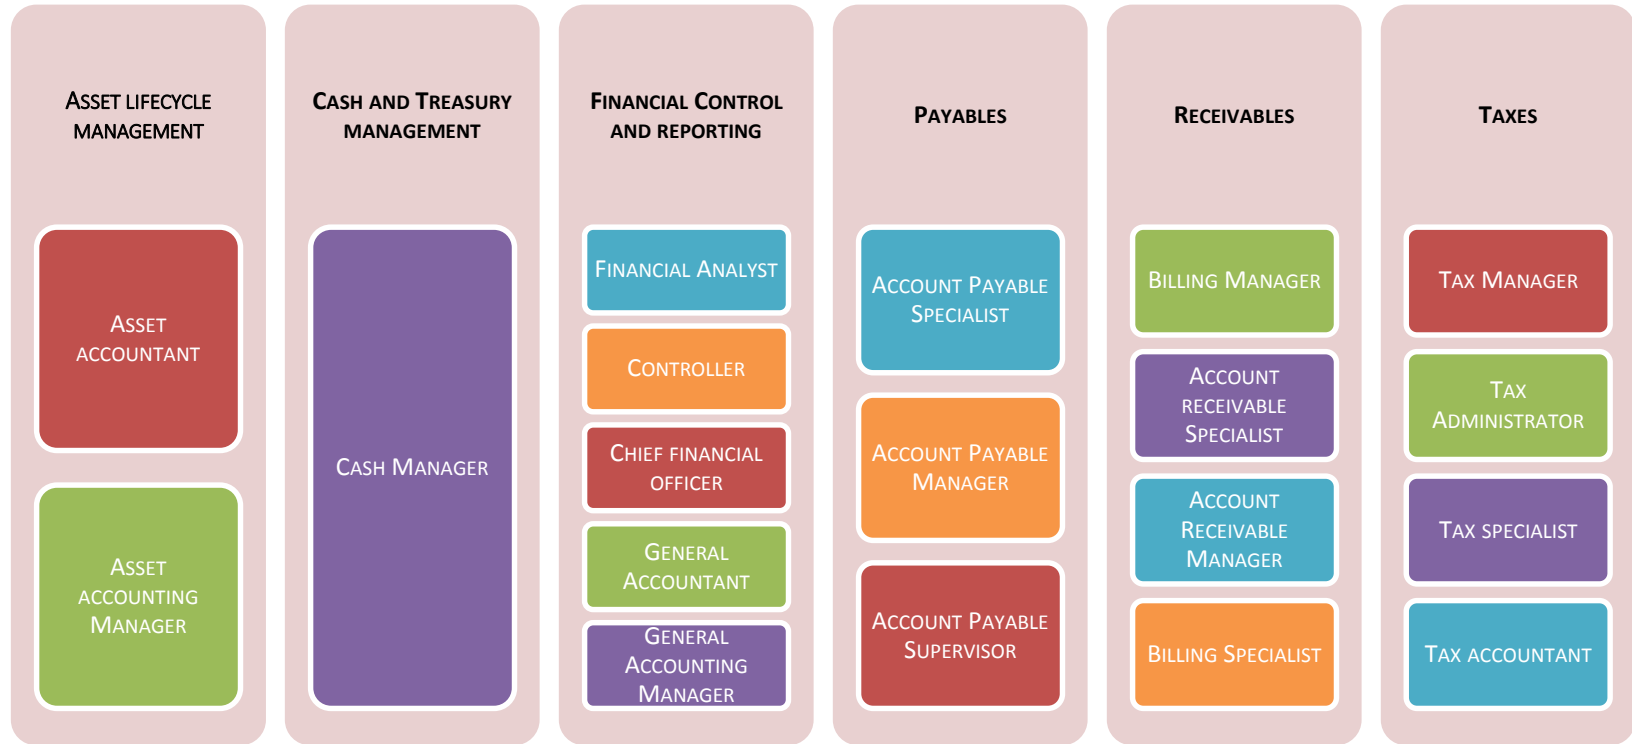 Asset lifecycle
management
Asset
accountant
Asset
accounting
Manager
Cash and Treasury
management
Cash Manager
Financial Control
and reporting
Financial Analyst
Controller
Chief financial
officer
General
Accountant
General
Accounting
Manager
Payables
Account Payable
Specialist
Account Payable
Manager
Account Payable
Supervisor
Receivables
Billing Manager
Account
receivable
Specialist
Account
Receivable
Manager
Billing Specialist
Taxes
Tax Manager
Tax
Administrator
Tax specialist
Tax accountant